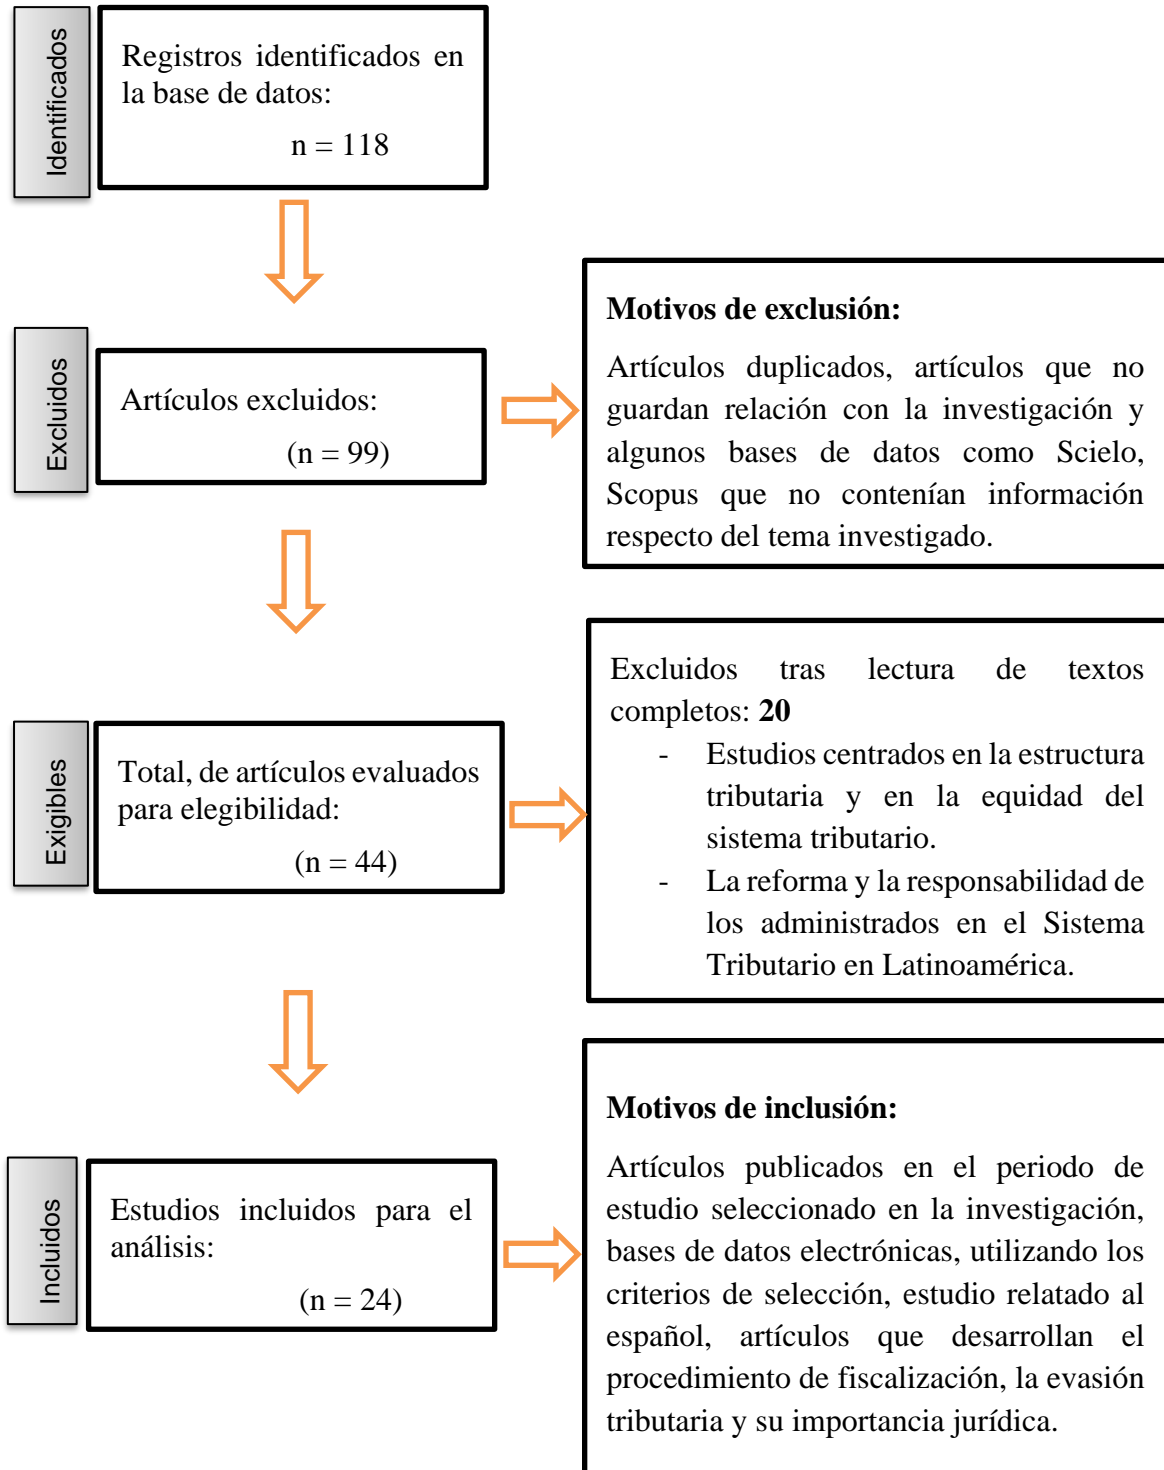 Identificados
Registros identificados en
la base de datos:
n = 118
Excluidos
Artículos excluidos:
(n = 99)
Motivos de exclusión:
Artículos duplicados, artículos que no
guardan relación con la investigación y
algunos bases de datos como Scielo,
Scopus que no contenían información
respecto del tema investigado.
Exigibles
Total, de artículos evaluados
para elegibilidad:
(n = 44)
Excluidos tras lectura de textos
completos: 20
- Estudios centrados en la estructura
tributaria y en la equidad del
sistema tributario.
- La reforma y la responsabilidad de
los administrados en el Sistema
Tributario en Latinoamérica.
Incluidos
Estudios incluidos para el
análisis:
(n = 24)
Motivos de inclusión:
Artículos publicados en el periodo de
estudio seleccionado en la investigación,
bases de datos electrónicas, utilizando los
criterios de selección, estudio relatado al
español, artículos que desarrollan el
procedimiento de fiscalización, la evasión
tributaria y su importancia jurídica.